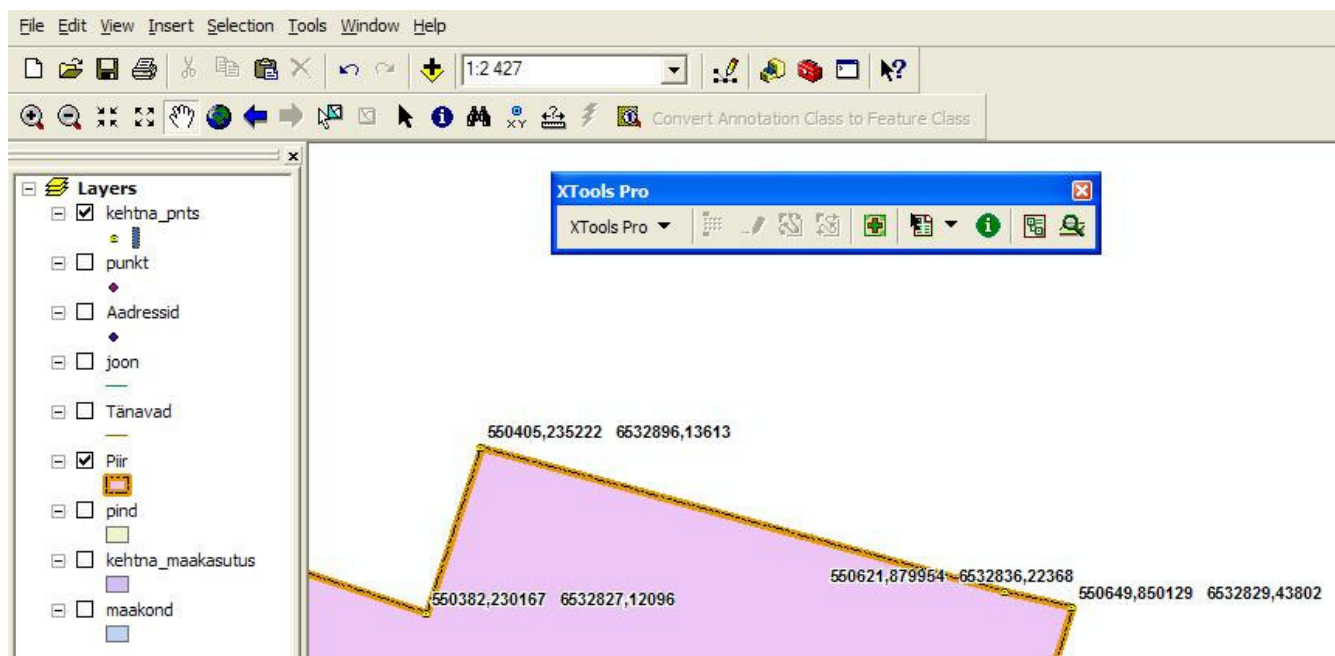 File Edit View Insert Selection Tools Window Help
1:2 427
Convert Annotation Class to Feature Class
Layers
kehtna_pnts
punkt
Aadressid
joon
Tänavad
Piir
pind
kehtna_maakasutus
maakond
XTools Pro
XTools Pro
550405,235222 6532896,13613
550621,879954 6532836,22368
550649,850129 6532829,43802
550382,230167 6532827,12096